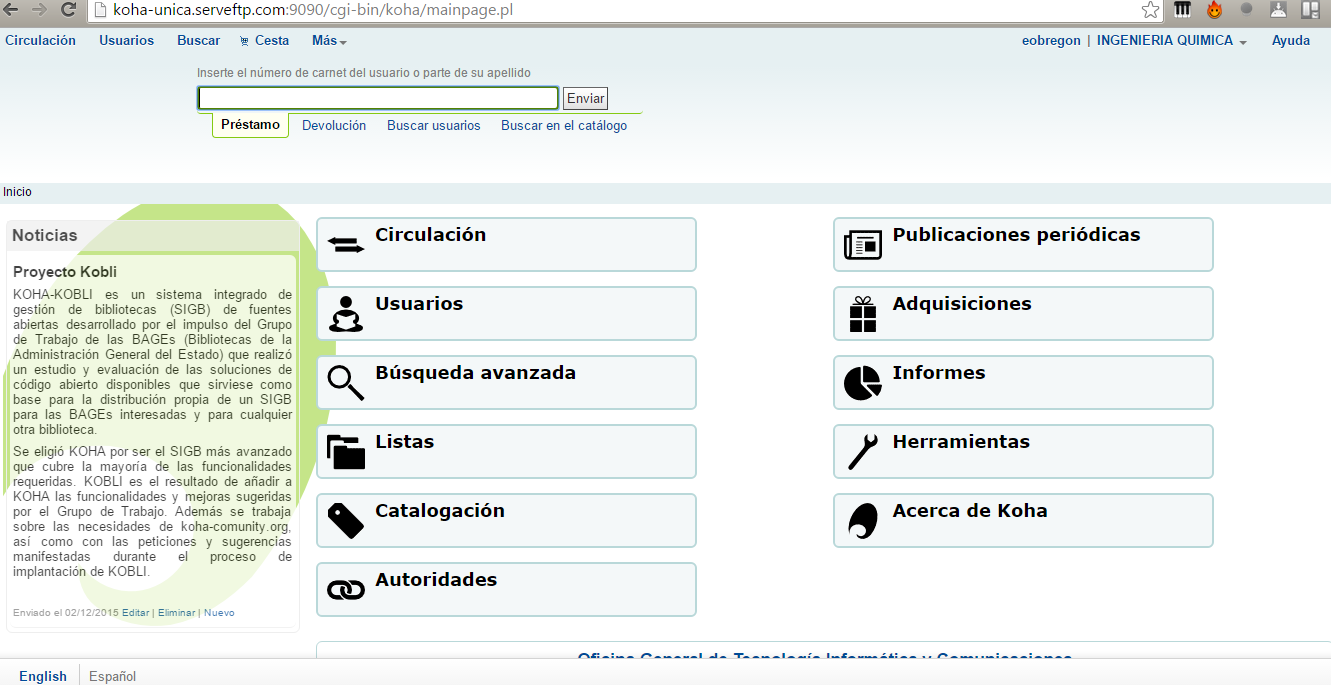 koha-unica.serveftp.com:9090/cgi-bin/koha/mainpage.pl
Circulación Usuarios Buscar Cesta Más eobregon | INGENIERIA QUIMICA Ayuda
Inserte el número de carnet del usuario o parte de su apellido
Enviar
Préstamo Devolución Buscar usuarios Buscar en el catálogo
Inicio
Noticias
Proyecto Kobli
KOHA-KOBLI es un sistema integrado de
gestión de bibliotecas (SIGB) de fuentes
abiertas desarrollado por el impulso del Grupo
de Trabajo de las BAGEs (Bibliotecas de la
Administración General del Estado) que realizó
un estudio y evaluación de las soluciones de
código abierto disponibles que sirviese como
base para la distribución propia de un SIGB
para las BAGEs interesadas y para cualquier
otra biblioteca.
Se eligió KOHA por ser el SIGB más avanzado
que cubre la mayoría de las funcionalidades
requeridas. KOBLI es el resultado de añadir a
KOHA las funcionalidades y mejoras sugeridas
por el Grupo de Trabajo. Además se trabaja
sobre las necesidades de koha-comunity.org,
así como con las peticiones y sugerencias
manifestadas durante el proceso de
implantación de KOBLI.
Enviado el 02/12/2015 Editar | Eliminar | Nuevo
Circulación
Usuarios
Búsqueda avanzada
Listas
Catalogación
Autoridades
Publicaciones periódicas
Adquisiciones
Informes
Herramientas
Acerca de Koha
Oficina General de Tecnología Informática y Comunicaciones
English Español